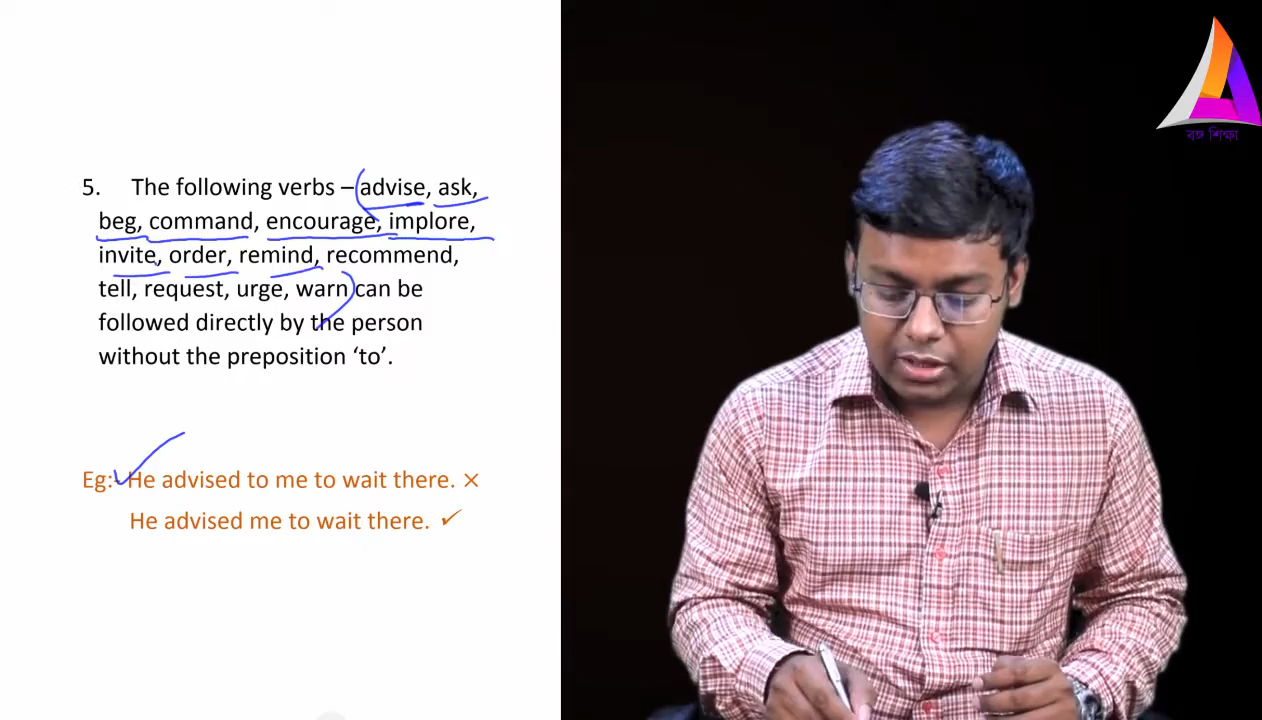 5. The following verbs – advise, ask,
beg, command, encourage, implore,
invite, order, remind, recommend,
tell, request, urge, warn can be
followed directly by the person
without the preposition ‘to’.
Eg:- He advised to me to wait there. ×
He advised me to wait there. ✓
বঙ্গ শিক্ষা